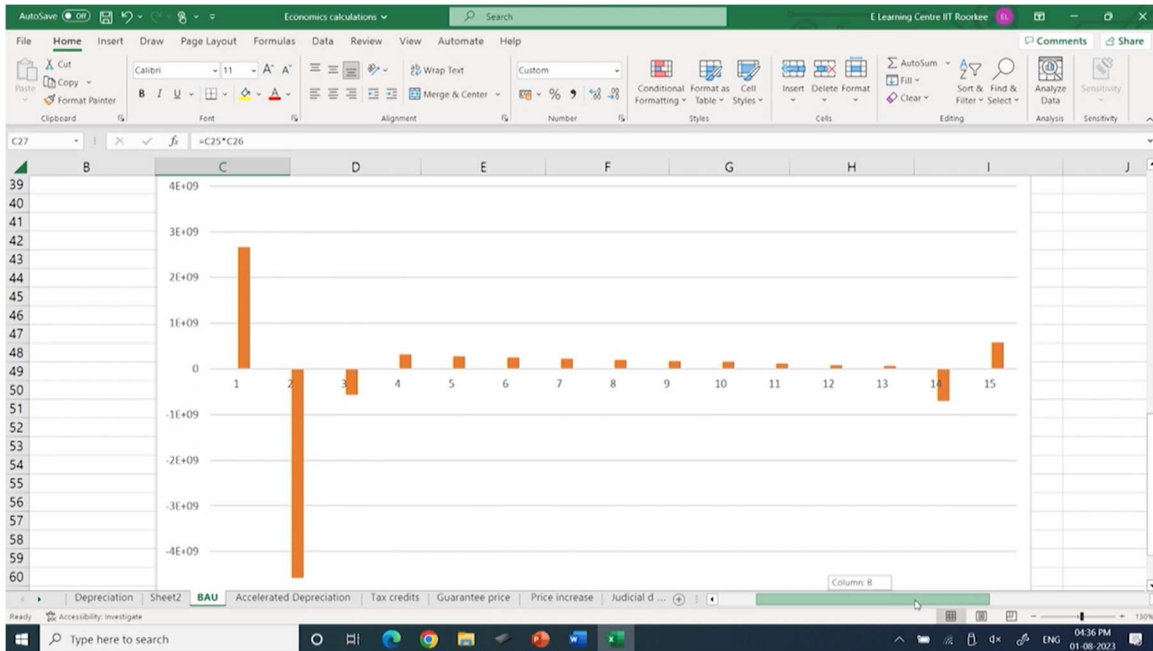 AutoSave Off Economics calculations Search E Learning Centre IIT Roorkee EL
File Home Insert Draw Page Layout Formulas Data Review View Automate Help Comments Share
Paste Cut Copy Format Painter
Calibri 11 A A B I U A
Wrap Text Merge & Center
Custom % 9
Conditional Formatting Format as Table Cell Styles
Insert Delete Format
AutoSum Fill Clear Sort & Filter Find & Select
Analyze Data Sensitivity
Clipboard Font Alignment Number Styles Cells Editing Analysis Sensitivity
C27 fx =C25*C26
B C D E F G H I J
39
4E+09
40
41
42
3E+09
43
44
2E+09
45
46
1E+09
47
48
49
0
1 2 3 4 5 6 7 8 9 10 11 12 13 14 15
50
51
-1E+09
52
53
54
-2E+09
55
56
-3E+09
57
58
59
-4E+09
60
Column: B
Depreciation Sheet2 BAU Accelerated Depreciation Tax credits Guarantee price Price increase Judicial d ...
Ready Accessibility: Investigate 130%
Type here to search ENG 04:36 PM
01-08-2023